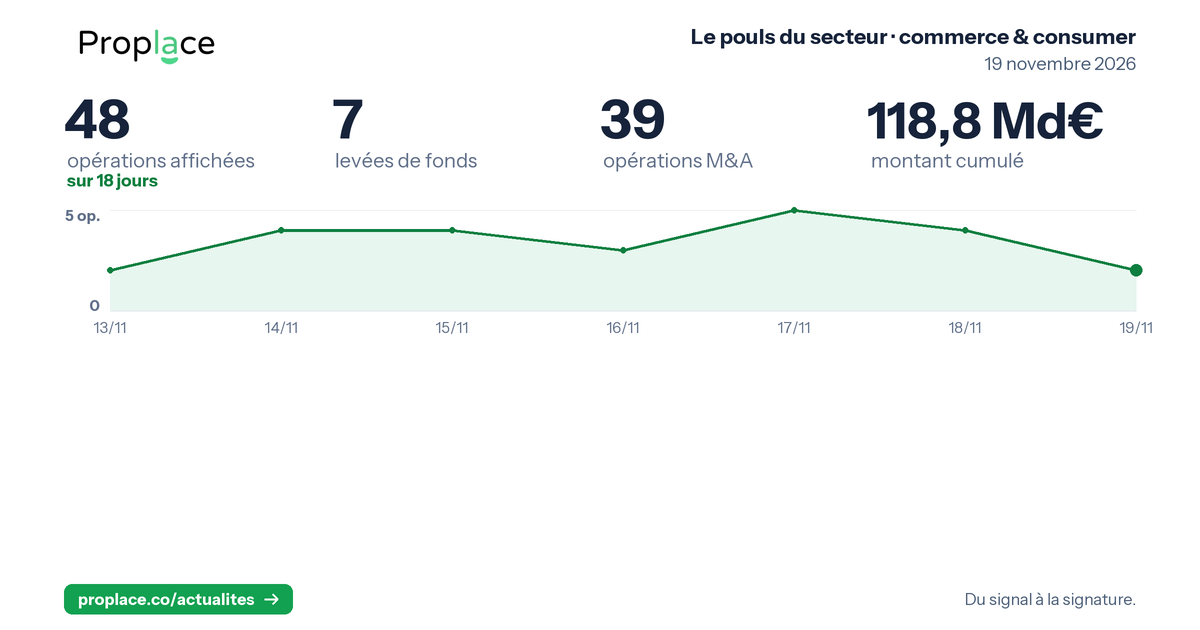 Proplace
Le pouls du secteur · commerce & consumer
19 novembre 2026
48
opérations affichées
sur 18 jours
7
levées de fonds
39
opérations M&A
118,8 Md€
montant cumulé
5 op.
0
13/11
14/11
15/11
16/11
17/11
18/11
19/11
proplace.co/actualites →
Du signal à la signature.